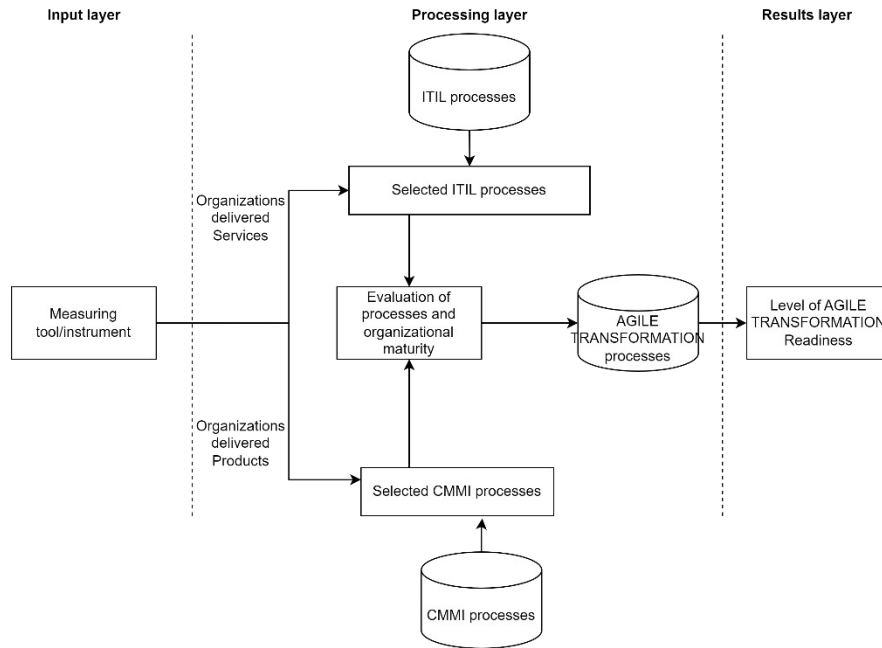 Input layer
Processing layer
Results layer
ITIL processes
Selected ITIL processes
Organizations
delivered
Services
Measuring
tool/instrument
Evaluation of
processes and
organizational
maturity
AGILE
TRANSFORMATION
processes
Level of AGILE
TRANSFORMATION
Readiness
Organizations
delivered
Products
Selected CMMI processes
CMMI processes